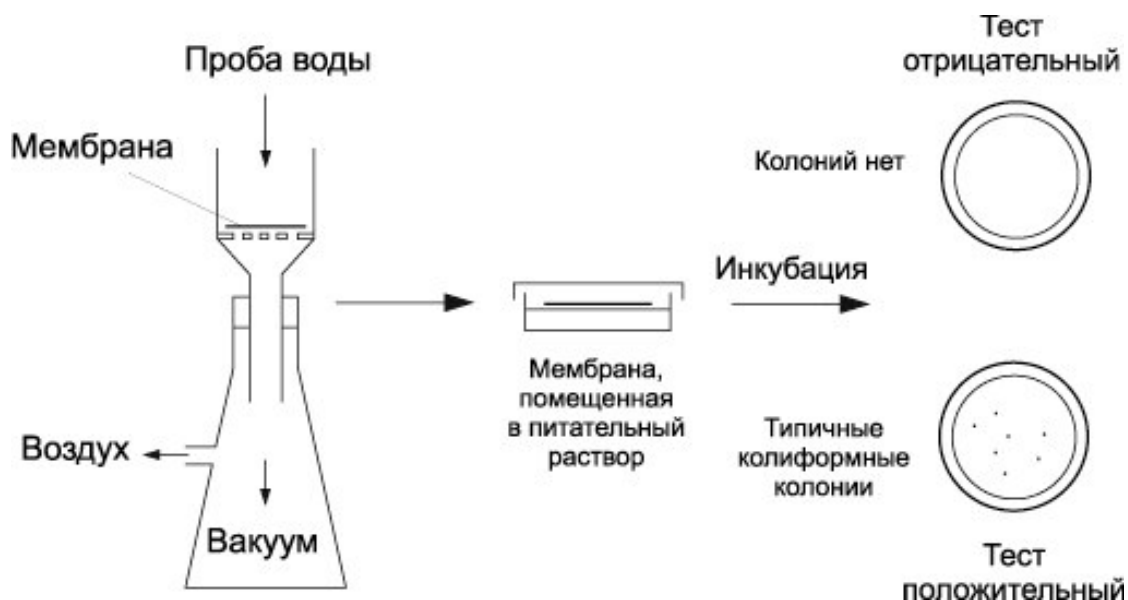 Проба воды
Мембрана
Воздух
Вакуум
Мембрана,
помещенная
в питательный
раствор
Инкубация
Тест
отрицательный
Колоний нет
Типичные
колиформные
колонии
Тест
положительный